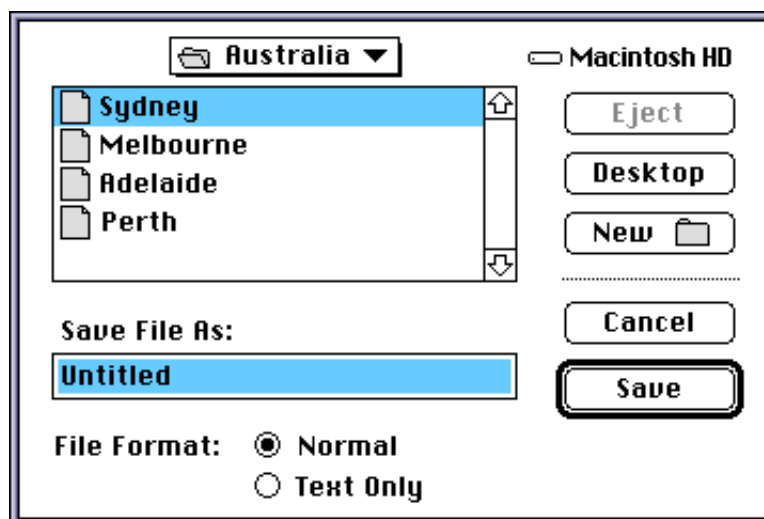 Australia
Macintosh HD
Sydney
Melbourne
Adelaide
Perth
Eject
Desktop
New
Save File As:
Untitled
Cancel
Save
File Format: Normal
Text Only